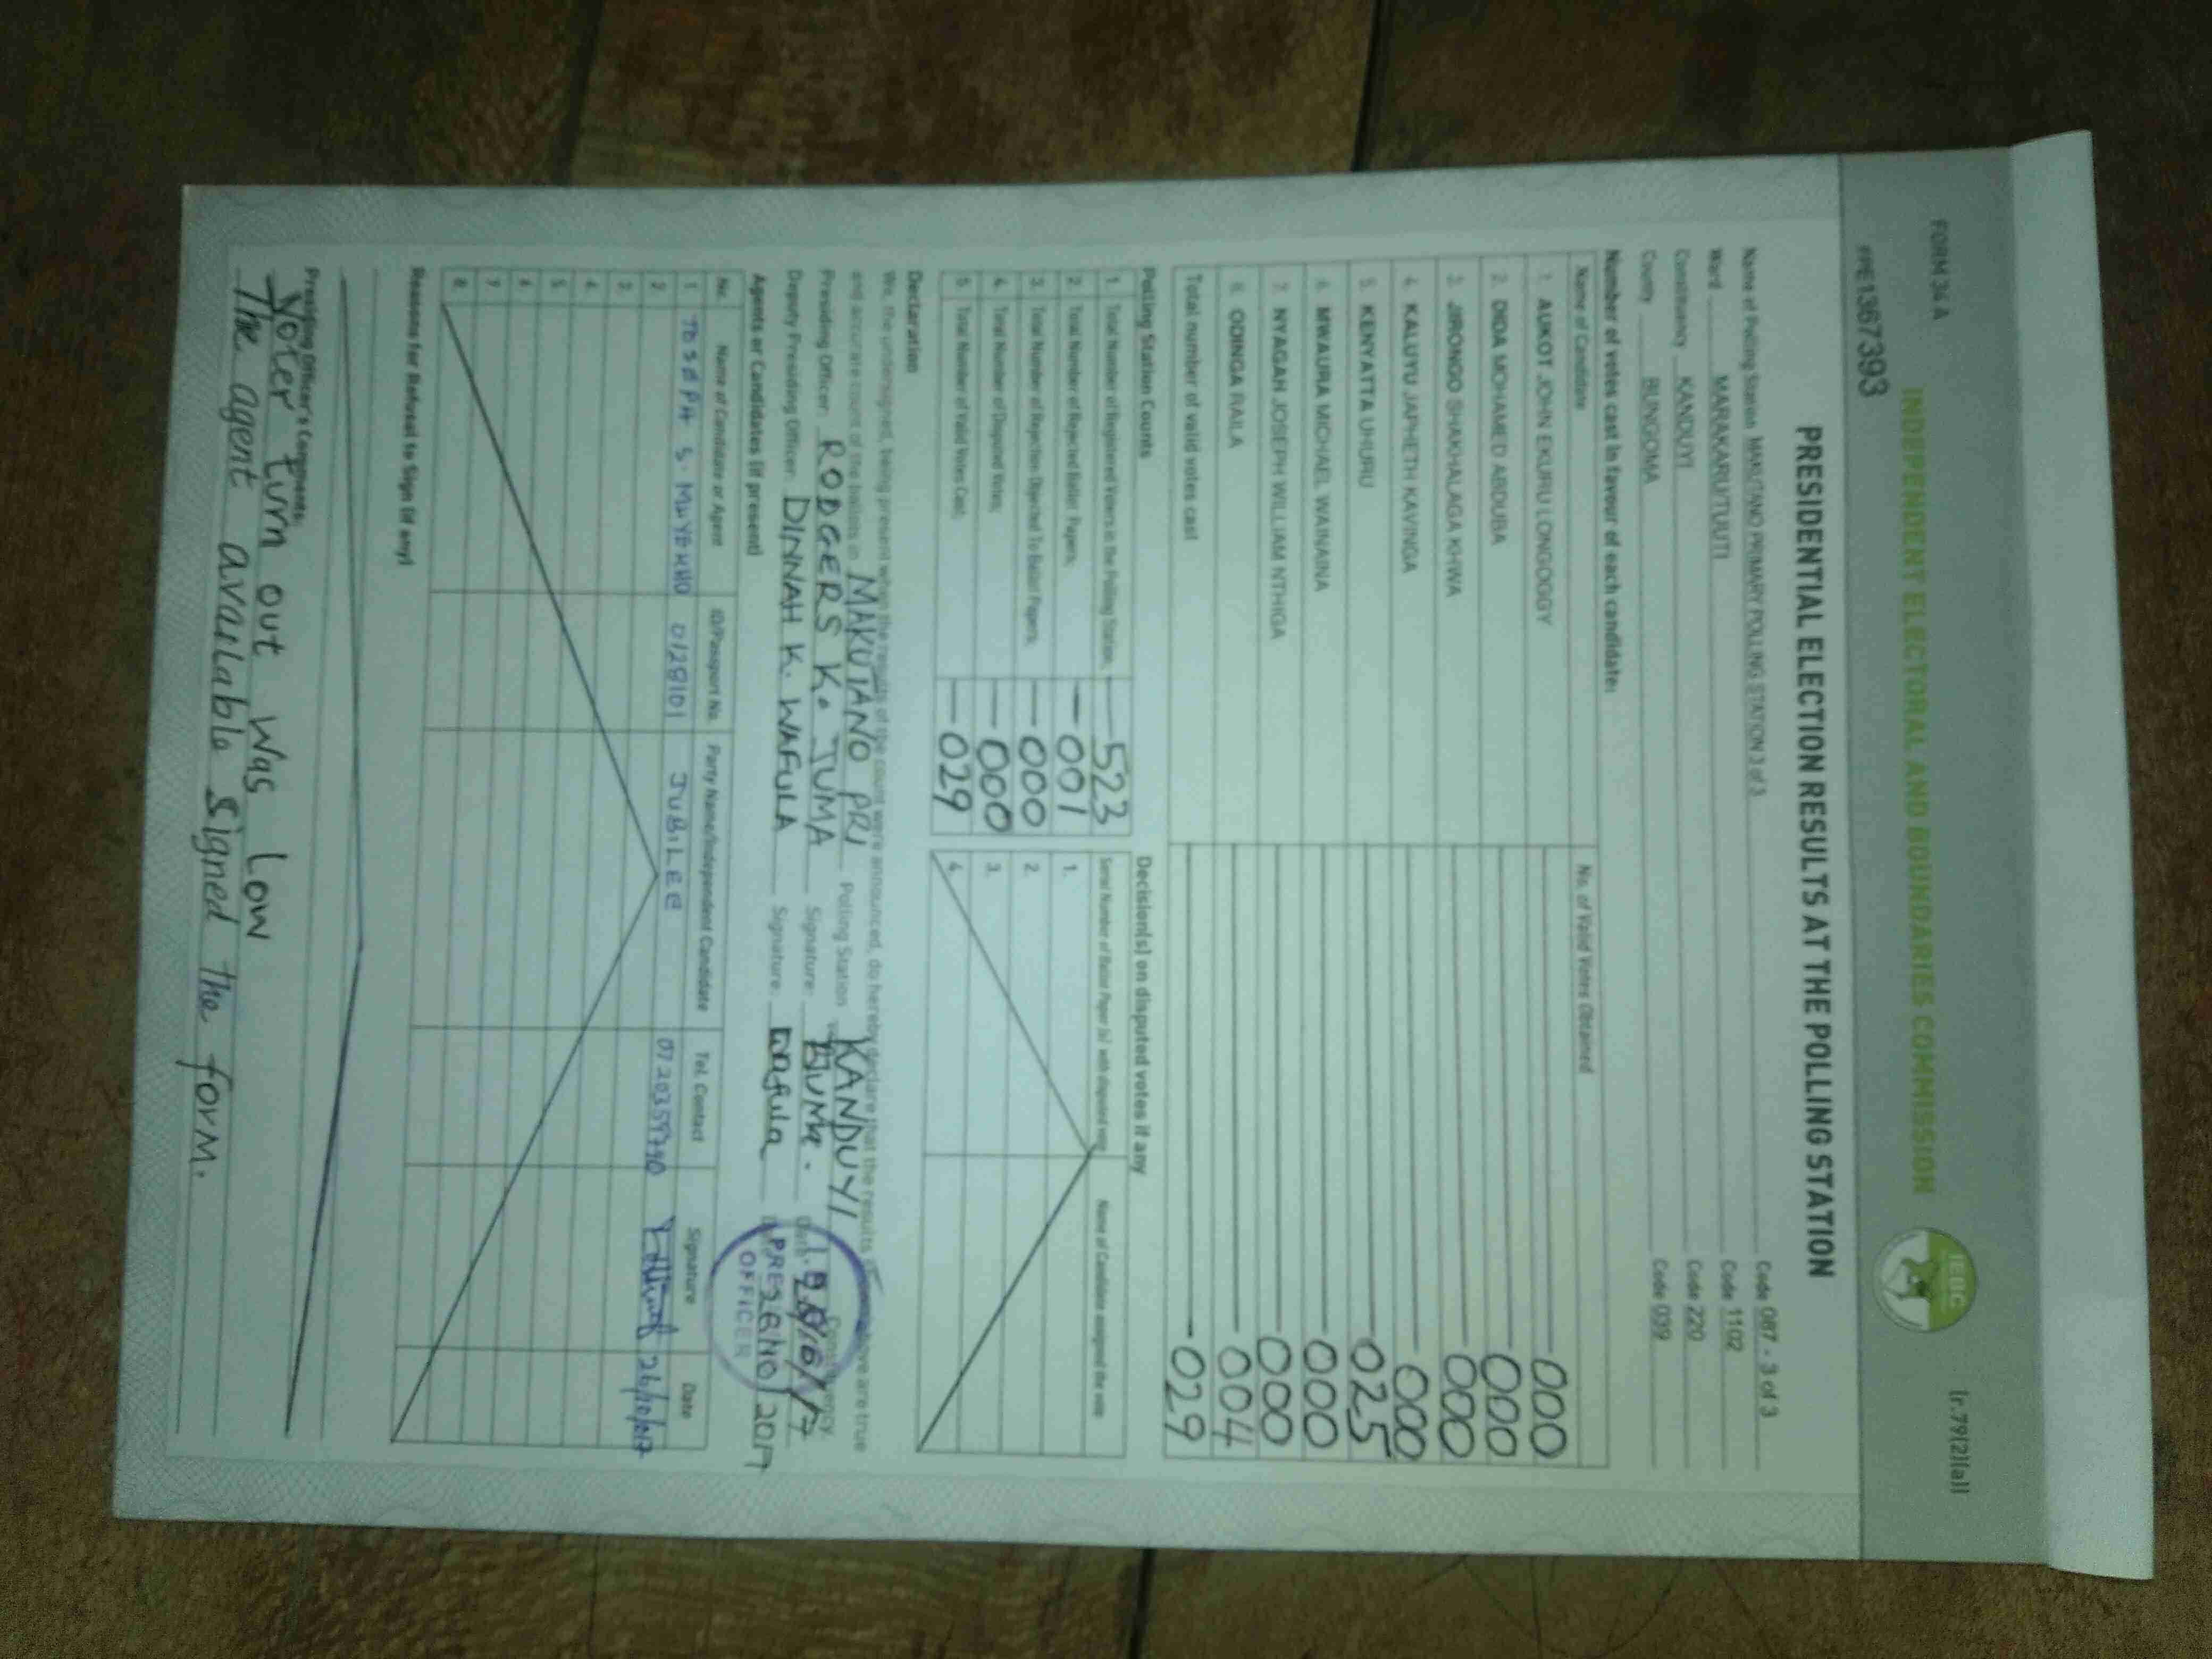 FORM 34 A
[r.79(2)(a)]
INDEPENDENT ELECTORAL AND BOUNDARIES COMMISSION
IEBC
PRE1367393
PRESIDENTIAL ELECTION RESULTS AT THE POLLING STATION
Name of Polling Station MAKUTANO PRIMARY POLLING STATION 3 of 3 Code 087 - 3 of 3
Ward MARAKARU/TUUTI Code 1102
Constituency KANDUYI Code 220
County BUNGOMA Code 039
Number of votes cast in favour of each candidate:
Name of Candidate No. of Valid Votes Obtained
1. AUKOT JOHN EKURU LONGOGGY 000
2. DIDA MOHAMED ABDUBA 000
3. JIRONGO SHAKHALAGA KHWA 000
4. KALUYU JAPHETH KAVINGA 000
5. KENYATTA UHURU 025
6. MWAURA MICHAEL WAINAINA 000
7. NYAGAH JOSEPH WILLIAM NTHIGA 000
8. ODINGA RAILA 004
Total number of valid votes cast 029
Polling Station Counts
1. Total Number of Registered Voters in the Polling Station; 523
2. Total Number of Rejected Ballot Papers; 001
3. Total Number of Rejection Objected To Ballot Papers; 000
4. Total Number of Disputed Votes; 000
5. Total Number of Valid Votes Cast; 029
Decision(s) on disputed votes if any
Serial Number of Ballot Paper (s) with disputed vote Name of Candidate assigned the vote
1.
2.
3.
4.
Declaration
We, the undersigned, being present when the results of the count were announced, do hereby declare that the results above are true
and accurate count of the ballots in MAKUTANO PRI Polling Station KANDUYI Constituency
Presiding Officer: RODGERS K. JUMA Signature: Juma. 26/10/17
Deputy Presiding Officer: DINNAH K. WAFULA Signature: Wafula 2017
PRESIDING
OFFICER
Agents or Candidates (if present)
No. Name of Candidate or Agent ID/Passport No. Party Name/Independent Candidate Tel. Contact Signature Date
1. 0128101 JUBILEE 0720359740 26/10/2017
2.
3.
4.
5.
6.
7.
8.
Reasons for Refusal to Sign (if any)
Presiding Officer's Comments:
Voter turn out was low
The agent available signed the form.